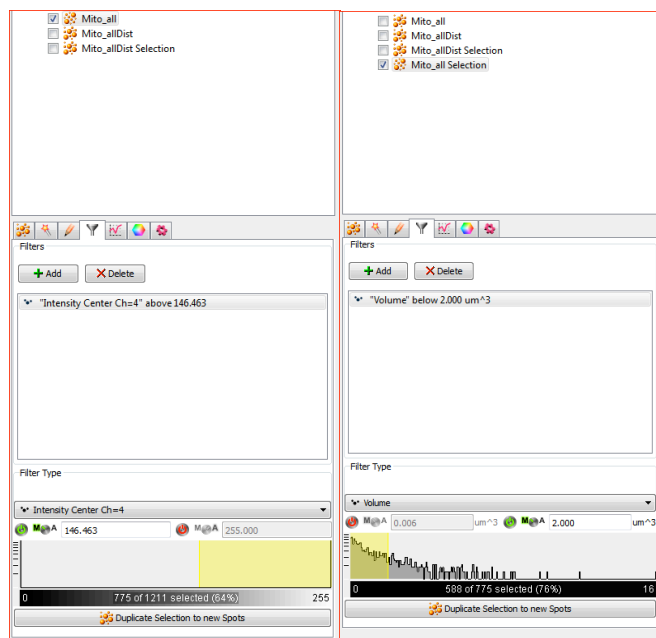 Mito_all
Mito_allDist
Mito_allDist Selection
Filters
Add Delete
"Intensity Center Ch=4" above 146.463
Filter Type
Intensity Center Ch=4
M A 146.463 M A 255.000
0 775 of 1211 selected (64%) 255
Duplicate Selection to new Spots
Mito_all
Mito_allDist
Mito_allDist Selection
Mito_all Selection
Filters
Add Delete
"Volume" below 2.000 um^3
Filter Type
Volume
M A 0.006 um^3 M A 2.000 um^3
0 588 of 775 selected (76%) 16
Duplicate Selection to new Spots